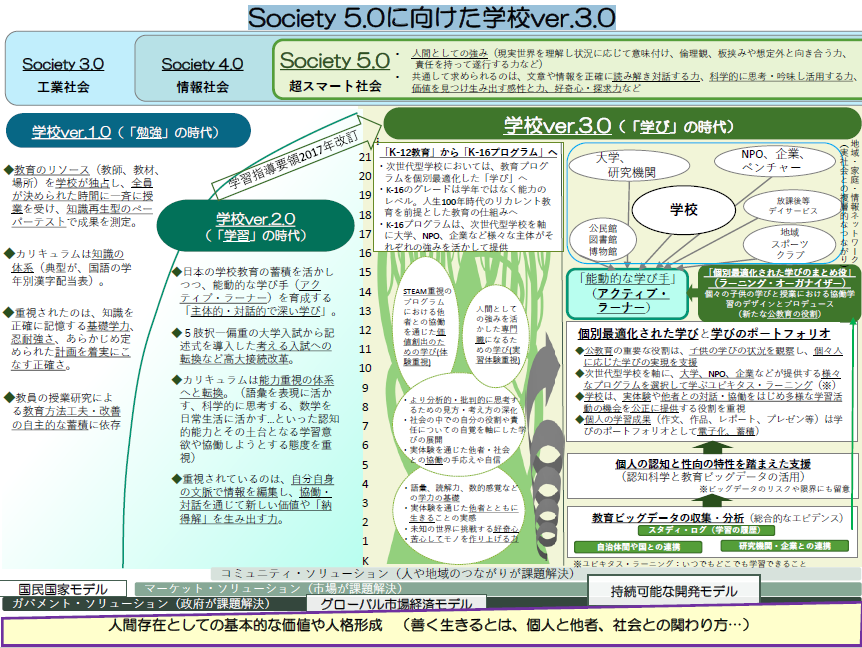 Society 5.0に向けた学校ver.3.0
Society 3.0
工業社会
Society 4.0
情報社会
Society 5.0
超スマート社会
・ 人間としての強み（現実世界を理解し状況に応じて意味付け、倫理観、板挟みや想定外と向き合う力、
責任を持って遂行する力など）
・ 共通して求められるのは、文章や情報を正確に読み解き対話する力、科学的に思考・吟味し活用する力、
価値を見つけ生み出す感性と力、好奇心・探求力など
学校ver.1.0（「勉強」の時代）
◆教育のリソース（教師、教材、
場所）を学校が独占し、全員
が決められた時間に一斉に授
業を受け、知識再生型のペー
パーテストで成果を測定。
◆カリキュラムは知識の
体系（典型が、国語の学
年別漢字配当表）。
◆重視されたのは、知識を
正確に記憶する基礎学力、
忍耐強さ、あらかじめ定
められた計画を着実にこ
なす正確さ。
◆教員の授業研究によ
る教育方法工夫・改善
の自主的な蓄積に依存
学習指導要領2017年改訂
学校ver.2.0
（「学習」の時代）
◆日本の学校教育の蓄積を活かし
つつ、能動的な学び手（アク
ティブ・ラーナー）を育成する
「主体的・対話的で深い学び」。
◆５肢択一偏重の大学入試から記
述式を導入した考える入試への
転換など高大接続改革。
◆カリキュラムは能力重視の体系
へと転換。（語彙を表現に活か
す、科学的に思考する、数学を
日常生活に活かす…といった認知
的能力とその土台となる学習意
欲や協働しようとする態度を重
視）
◆重視されているのは、自分自身
の文脈で情報を編集し、協働・
対話を通じて新しい価値や「納
得解」を生み出す力。
学校ver.3.0（「学び」の時代）
「K-12教育」から「K-16プログラム」へ
・次世代型学校においては、教育プログ
ラムを個別最適化した「学び」へ
・K-16のグレードは学年ではなく能力の
レベル。人生100年時代のリカレント教
育を前提とした教育の仕組みへ
・K-16プログラムは、次世代型学校を軸
に大学、NPO、企業など様々な主体がそ
れぞれの強みを活かして提供
21
20
19
18
17
16
15
14
13
12
11
10
9
8
7
6
5
4
3
2
1
K
STEAM重視の
プログラム
における他
者との協働
を通じた価
値創出のた
めの学び(体
験重視)
人間として
の強みを活
かした専門
職になるた
めの学び(実
習体験重視)
・より分析的・批判的に思考す
るための見方・考え方の深化
・社会の中での自分の役割や責
任についての自覚を軸にした学
びの展開
・実体験を通じた他者・社会
との協働の手応えや自信
・語彙、読解力、数的感覚など
の学力の基礎
・実体験を通じた他者とともに
生きることの実感
・未知の世界に挑戦する好奇心
・苦心してモノを作り上げる力
大学、
研究機関
NPO、企業、
ベンチャー
学校
放課後等
デイサービス
公民館
図書館
博物館
地域
スポーツ
クラブ
地域・家庭・情報ネットワーク
（実社会との複層的なつながり）
「能動的な学び手」
（アクティブ・
ラーナー）
「個別最適化された学びのまとめ役」
（ラーニング・オーガナイザー）
個々の子供の学びと授業における協働学
習のデザインとプロデュース
（新たな公教育の役割）
個別最適化された学びと学びのポートフォリオ
◆公教育の重要な役割は、子供の学びの状況を観察し、個々人
に応じた学びの実現を支援
◆次世代型学校を軸に、大学、NPO、企業などが提供する様々
なプログラムを選択して学ぶユビキタス・ラーニング（※）
◆学校は、実体験や他者との対話・協働をはじめ多様な学習活
動の機会を公正に提供する役割を重視
◆個人の学習成果（作文、作品、レポート、プレゼン等）は学
びのポートフォリオとして電子化、蓄積）
個人の認知と性向の特性を踏まえた支援
（認知科学と教育ビッグデータの活用）
※ビッグデータのリスクや限界にも留意
教育ビッグデータの収集・分析（総合的なエビデンス）
スタディ・ログ（学習の履歴）
自治体間や国との連携
研究機関・企業との連携
※ユビキタス・ラーニング：いつでもどこでも学習できること
コミュニティ・ソリューション（人や地域のつながりが課題解決）
国民国家モデル
マーケット・ソリューション（市場が課題解決）
持続可能な開発モデル
ガバメント・ソリューション（政府が課題解決）
グローバル市場経済モデル
人間存在としての基本的な価値や人格形成　（善く生きるとは、個人と他者、社会との関わり方…）